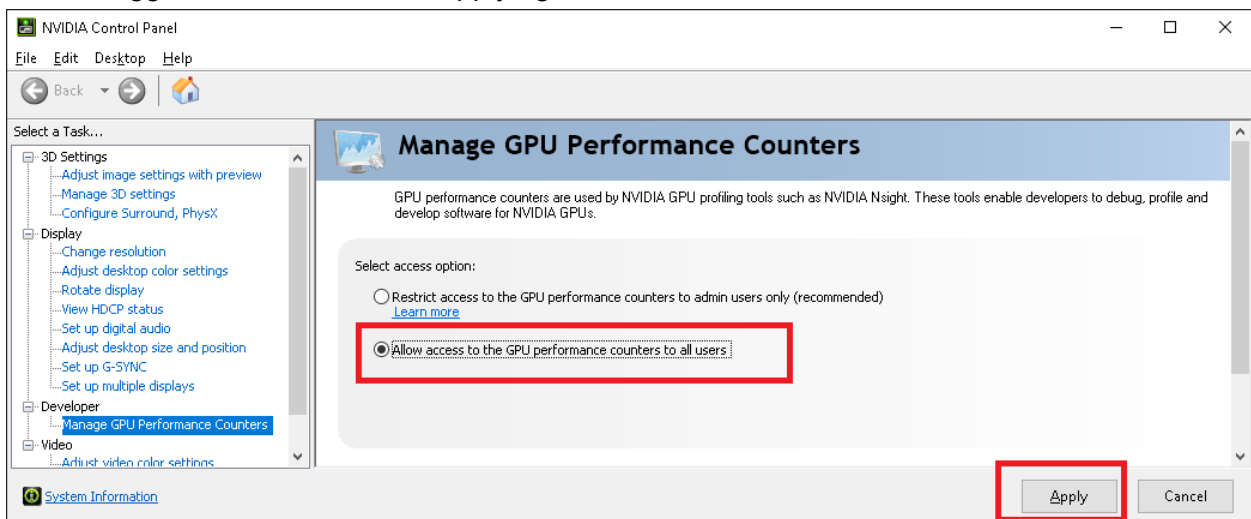 NVIDIA Control Panel
File Edit Desktop Help
Back
Select a Task...
3D Settings
Adjust image settings with preview
Manage 3D settings
Configure Surround, PhysX
Display
Change resolution
Adjust desktop color settings
Rotate display
View HDCP status
Set up digital audio
Adjust desktop size and position
Set up G-SYNC
Set up multiple displays
Developer
Manage GPU Performance Counters
Video
Adjust video color settings
System Information
Manage GPU Performance Counters
GPU performance counters are used by NVIDIA GPU profiling tools such as NVIDIA Nsight. These tools enable developers to debug, profile and
develop software for NVIDIA GPUs.
Select access option:
Restrict access to the GPU performance counters to admin users only (recommended)
Learn more
Allow access to the GPU performance counters to all users
Apply Cancel